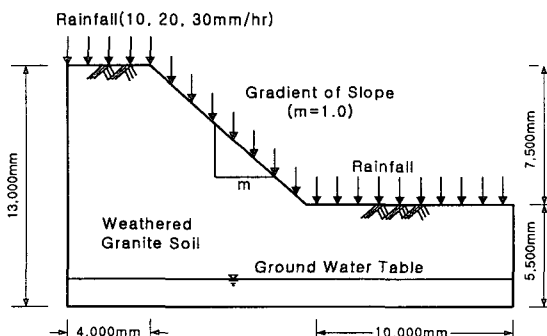 Rainfall(10, 20, 30mm/hr)
Gradient of Slope
(m=1.0)
m
Rainfall
13,000mm
7,500mm
Weathered
Granite Soil
Ground Water Table
5,500mm
4,000mm
10,000mm